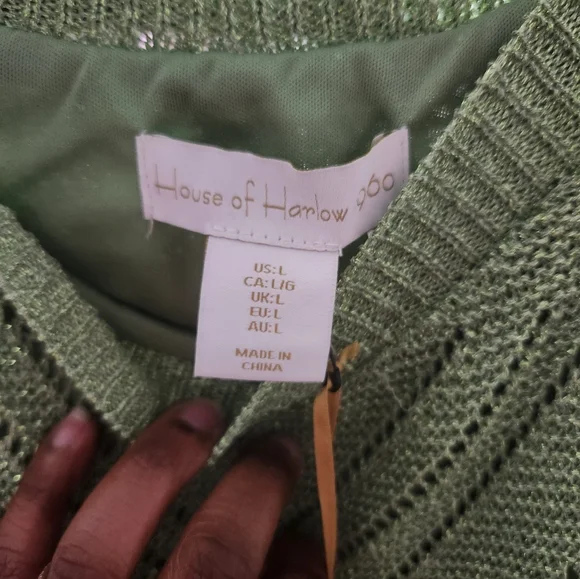 House of Harlow 1960
US:L
CA: L/G
UK:L
EU: L
AU:L
MADE IN
CHINA